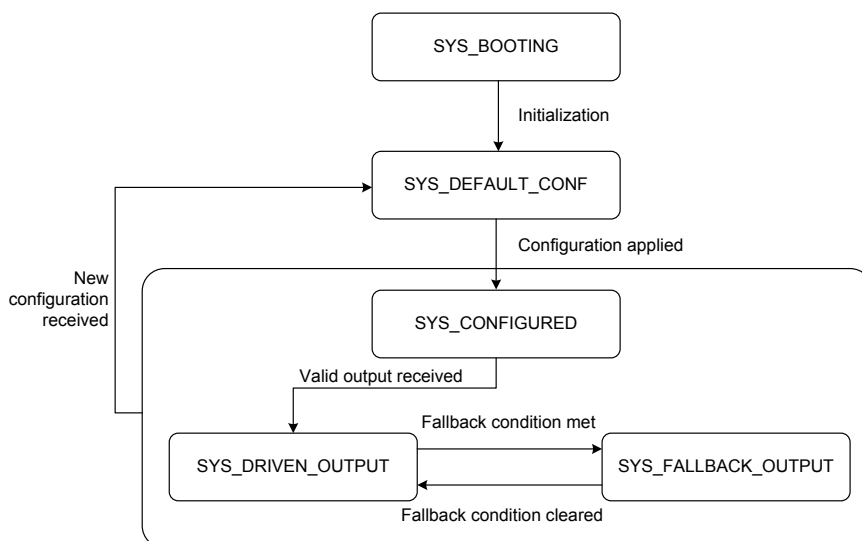 SYS_BOOTING
Initialization
SYS_DEFAULT_CONF
Configuration applied
New
configuration
received
SYS_CONFIGURED
Valid output received
Fallback condition met
SYS_DRIVEN_OUTPUT
SYS_FALLBACK_OUTPUT
Fallback condition cleared